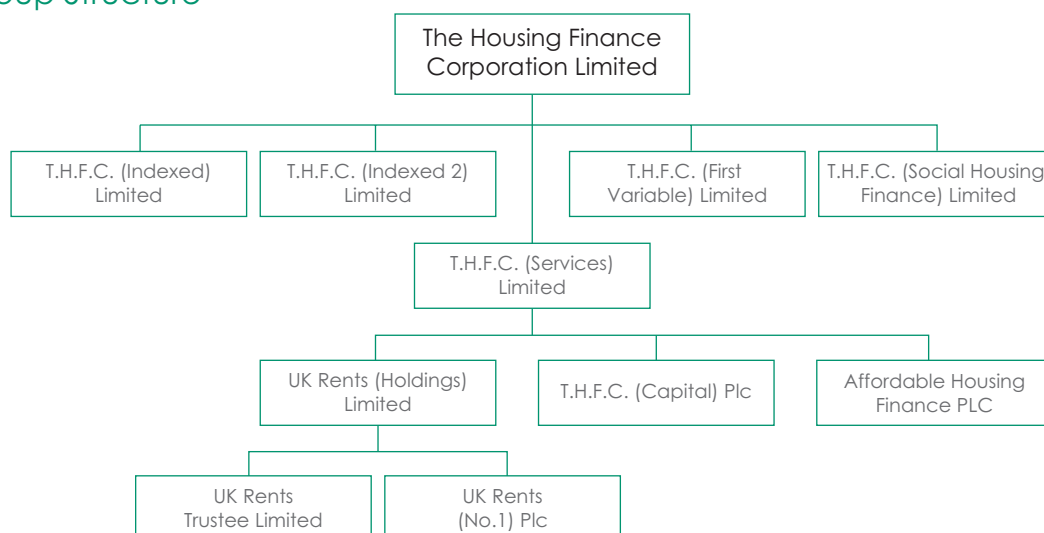 The Housing Finance
Corporation Limited
T.H.F.C. (Indexed)
Limited
T.H.F.C. (Indexed 2)
Limited
T.H.F.C. (First
Variable) Limited
T.H.F.C. (Social Housing
Finance) Limited
T.H.F.C. (Services)
Limited
UK Rents (Holdings)
Limited
T.H.F.C. (Capital) Plc
Affordable Housing
Finance PLC
UK Rents
Trustee Limited
UK Rents
(No.1) Plc